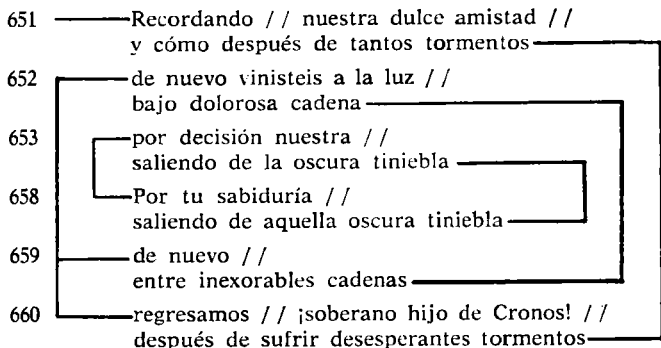 651 Recordando // nuestra dulce amistad //
y cómo después de tantos tormentos
652 de nuevo vinisteis a la luz //
bajo dolorosa cadena
653 por decisión nuestra //
saliendo de la oscura tiniebla
658 Por tu sabiduría //
saliendo de aquella oscura tiniebla
659 de nuevo //
entre inexorables cadenas
660 regresamos // ¡soberano hijo de Cronos! //
después de sufrir desesperantes tormentos